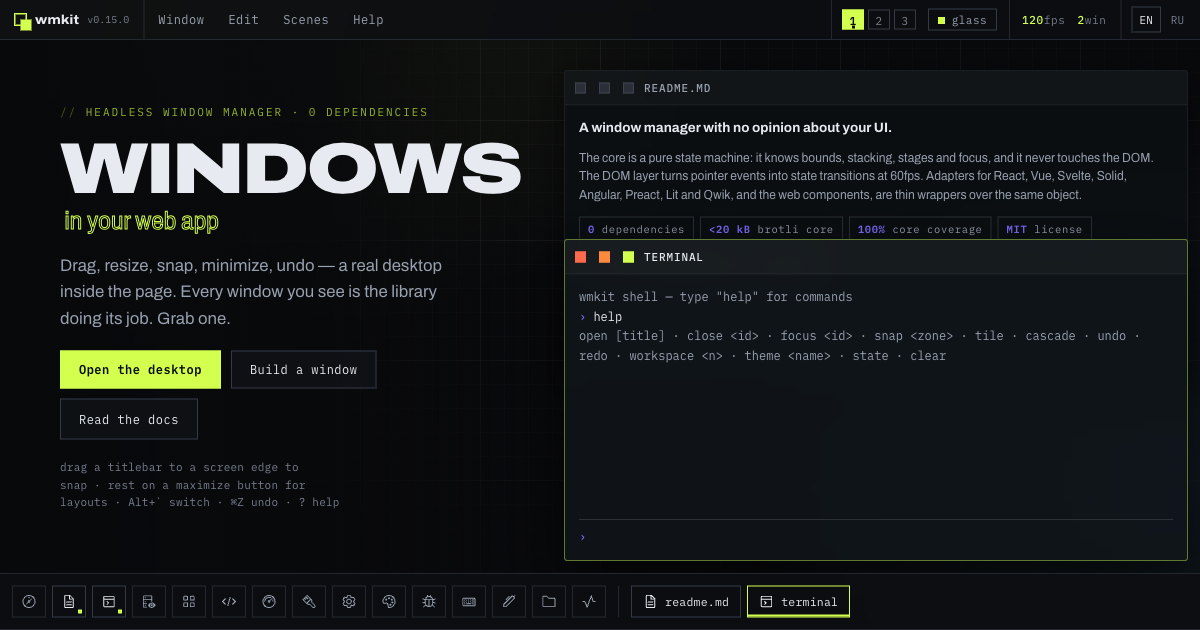 wmkit v0.15.0 Window Edit Scenes Help 1 2 3 glass 120fps 2win EN RU
// HEADLESS WINDOW MANAGER · 0 DEPENDENCIES
WINDOWS
in your web app
Drag, resize, snap, minimize, undo — a real desktop
inside the page. Every window you see is the library
doing its job. Grab one.
Open the desktop Build a window
Read the docs
drag a titlebar to a screen edge to
snap · rest on a maximize button for
layouts · Alt+` switch · ⌘Z undo · ? help
README.MD
A window manager with no opinion about your UI.
The core is a pure state machine: it knows bounds, stacking, stages and focus, and it never touches the DOM.
The DOM layer turns pointer events into state transitions at 60fps. Adapters for React, Vue, Svelte, Solid,
Angular, Preact, Lit and Qwik, and the web components, are thin wrappers over the same object.
0 dependencies <20 kB brotli core 100% core coverage MIT license
TERMINAL
wmkit shell — type "help" for commands
› help
open [title] · close <id> · focus <id> · snap <zone> · tile · cascade · undo ·
redo · workspace <n> · theme <name> · state · clear
›
readme.md terminal